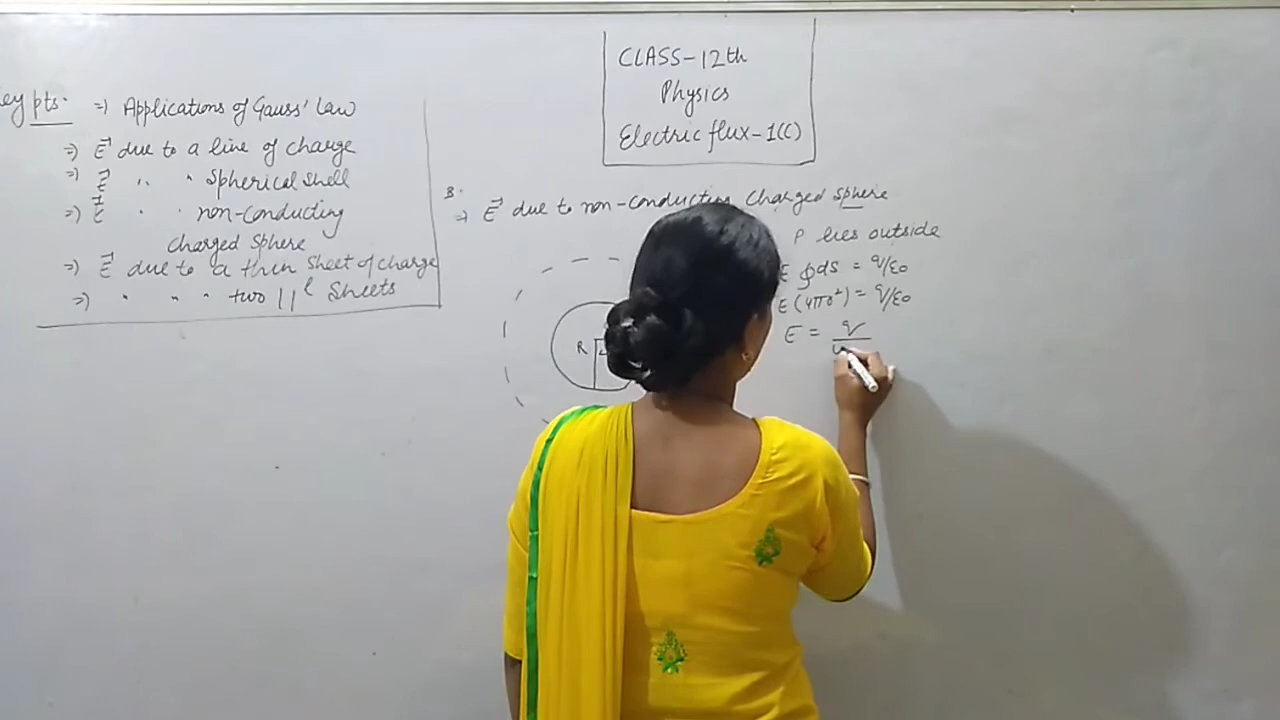 CLASS-12th
Physics
Electric flux-1(C)
ey pts. => Applications of Gauss' Law
=> E⃗ due to a line of charge
=> E⃗ " " Spherical shell
=> E⃗ " " non-conducting
charged sphere
=> E⃗ due to a thin sheet of charge
=> " " " two ||l sheets
3.
=> E⃗ due to non-conducting charged sphere
P lies outside
E ∮ds = q/ε0
E (4πr²) = q/ε0
E = q
R